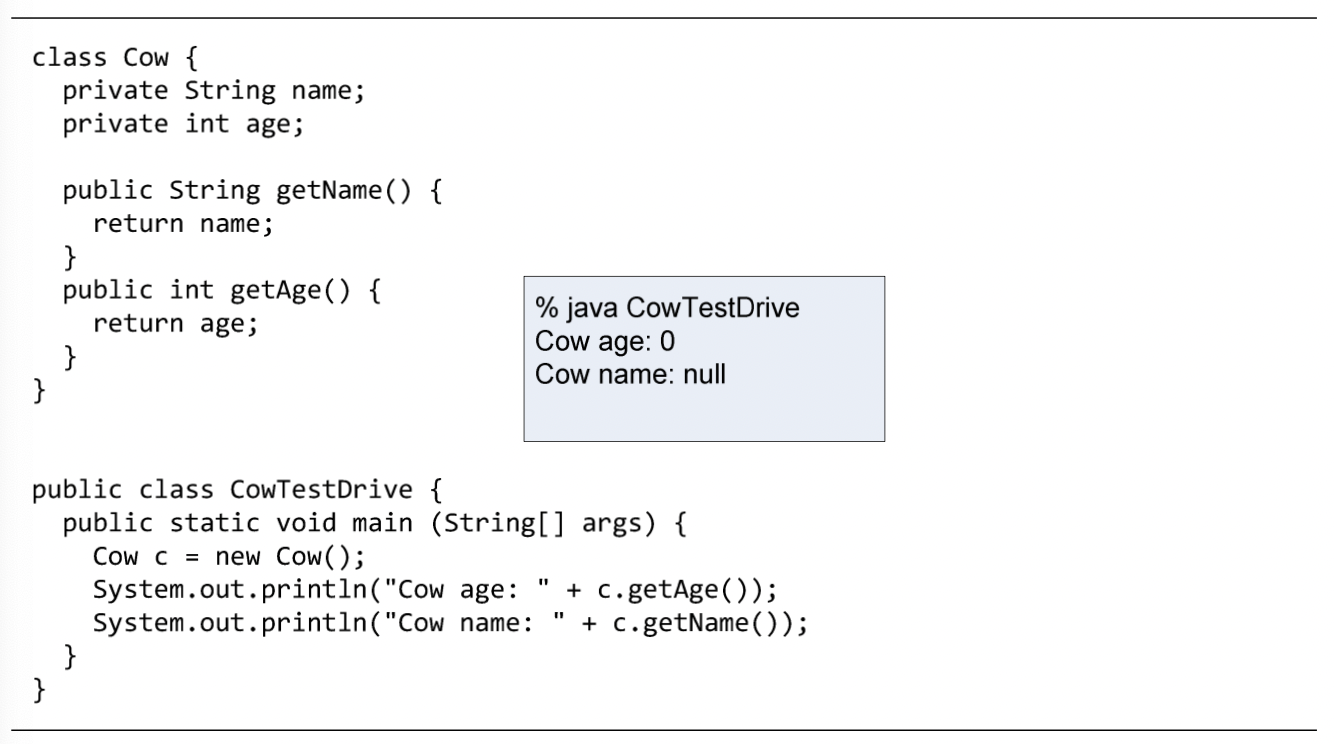 class Cow {
  private String name;
  private int age;
  public String getName() {
    return name;
  }
  public int getAge() {
    return age;
  }
}
% java CowTestDrive
Cow age: 0
Cow name: null
public class CowTestDrive {
  public static void main (String[] args) {
    Cow c = new Cow();
    System.out.println("Cow age: " + c.getAge());
    System.out.println("Cow name: " + c.getName());
  }
}